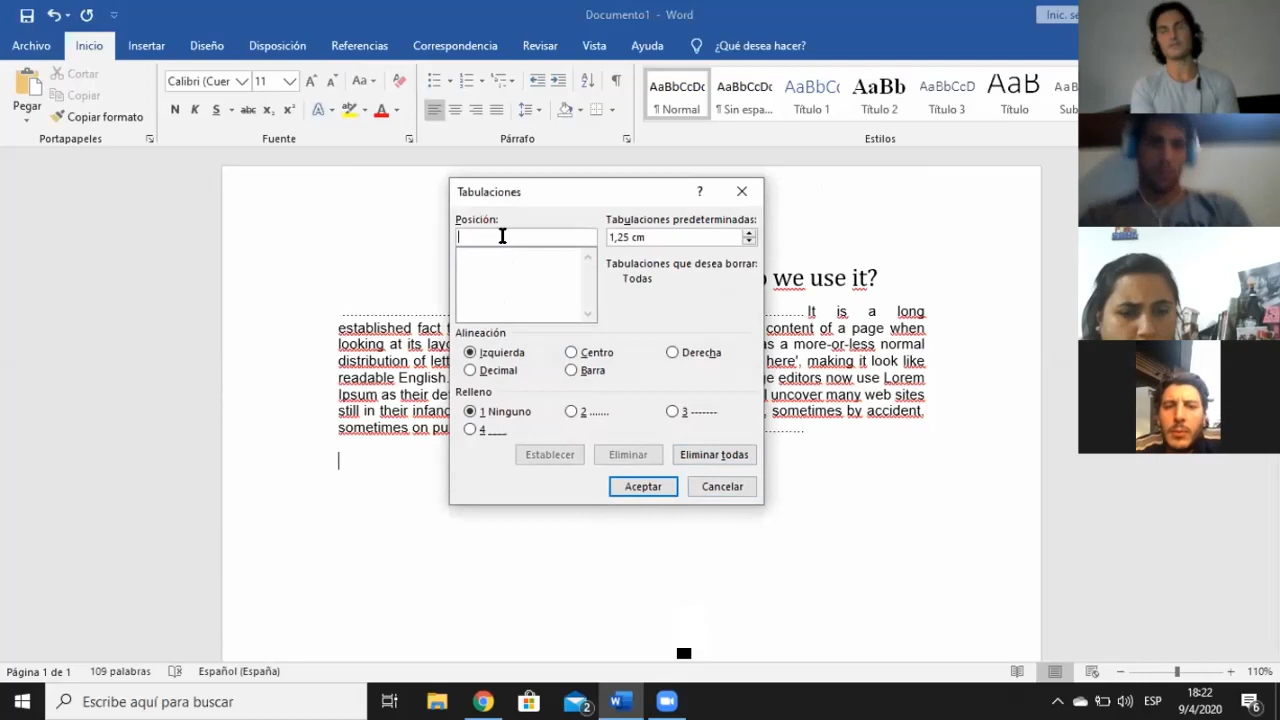 Documento1 - Word
Inic. se
Archivo Inicio Insertar Diseño Disposición Referencias Correspondencia Revisar Vista Ayuda ¿Qué desea hacer?
Pegar
Cortar
Copiar
Copiar formato
Portapapeles
Calibri (Cuer 11
N K S abc
Fuente
Párrafo
AaBbCcDc AaBbCcDc AaBbCc AaBb AaBbCcD AaB
¶ Normal ¶ Sin espa... Título 1 Título 2 Título 3 Título
Estilos
Tabulaciones
Posición:
Tabulaciones predeterminadas:
1,25 cm
Tabulaciones que desea borrar:
Todas
Alineación
Izquierda Centro Derecha
Decimal Barra
Relleno
1 Ninguno 2 ....... 3 -------
4 ____
Establecer Eliminar Eliminar todas
Aceptar Cancelar
we use it?
It is a long
established fact content of a page when
looking at its as a more-or-less normal
distribution of here', making it look like
readable English. editors now use Lorem
Ipsum as their uncover many web sites
still in their sometimes by accident,
sometimes on
Página 1 de 1 109 palabras Español (España) 110%
Escribe aquí para buscar
2
ESP
18:22
9/4/2020
6